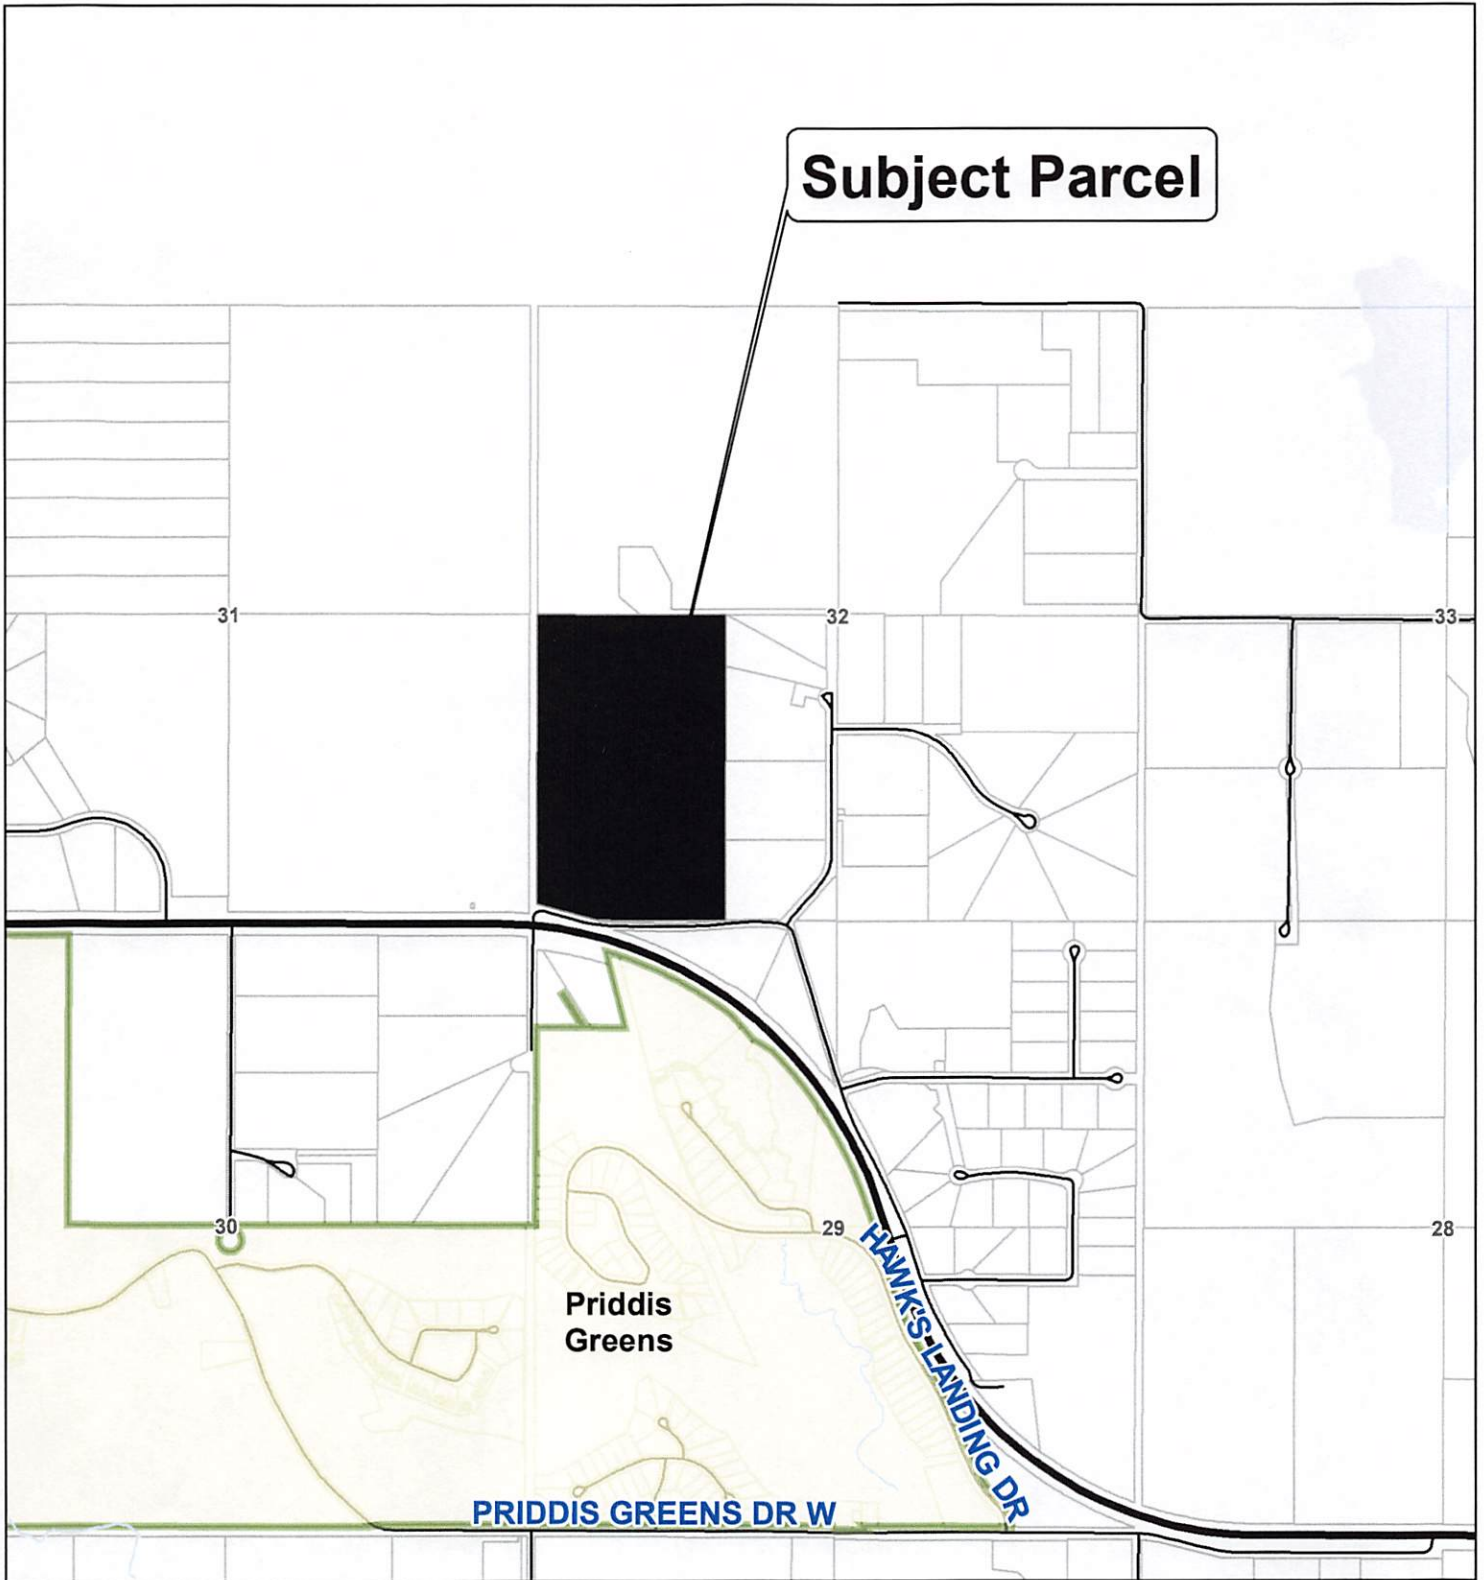 Subject Parcel
31
32
33
30
29
28
HAWK'S LANDING DR
Priddis
Greens
PRIDDIS GREENS DR W